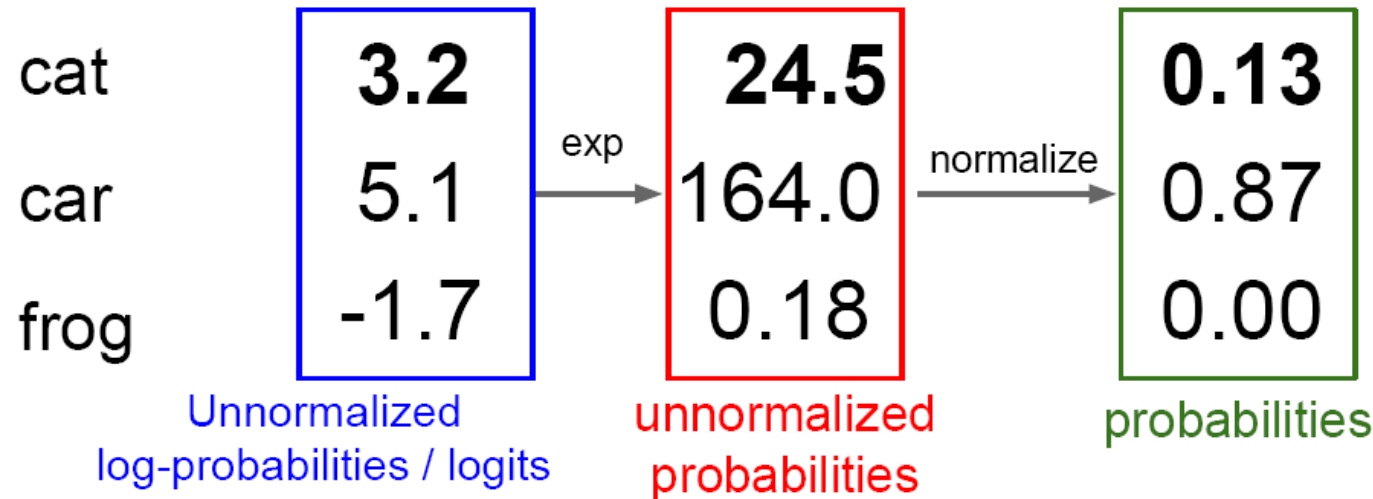 cat 3.2 24.5 0.13
exp
normalize
car 5.1 164.0 0.87
frog -1.7 0.18 0.00
Unnormalized
log-probabilities / logits
unnormalized
probabilities
probabilities